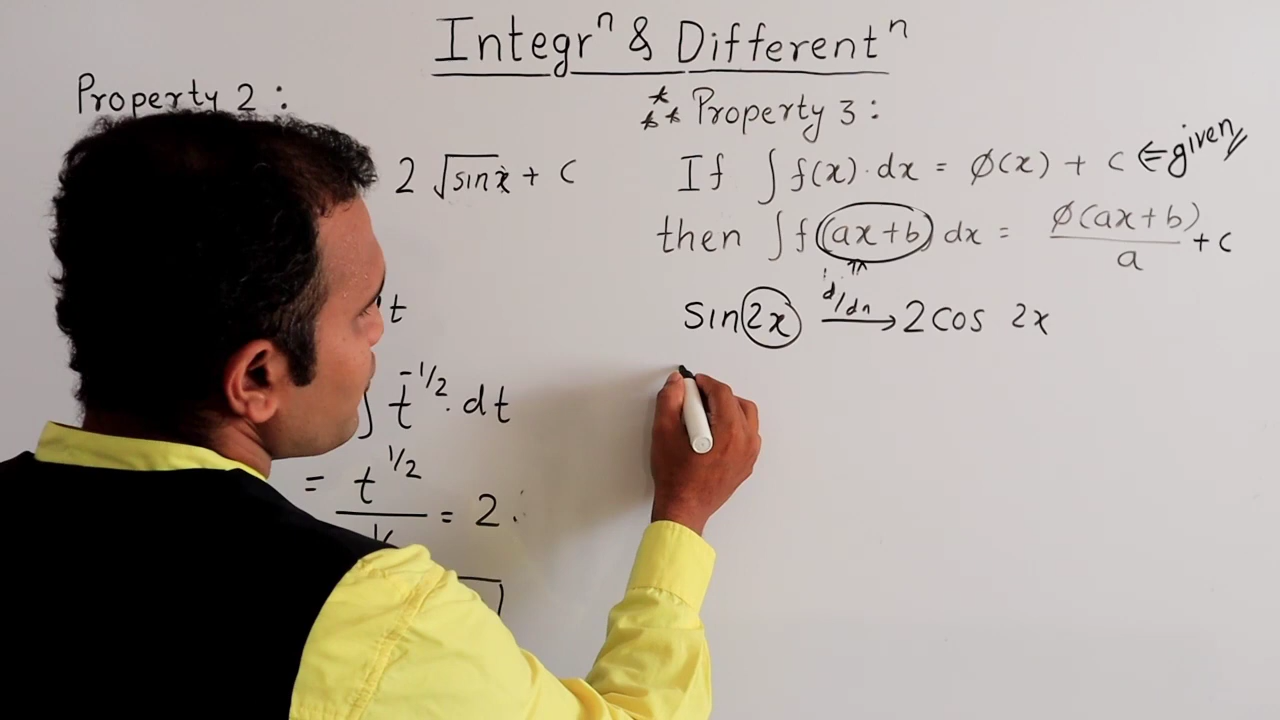 Integrⁿ & Differentⁿ
Property 2 :
2 √sinx + C
t
∫ t^-1/2 . dt
= t^1/2 = 2
** * Property 3 :
If ∫ f(x) . dx = Ø(x) + C ⇐ given
then ∫ f(ax+b) dx = Ø(ax+b)/a + C
Sin(2x) d/dx → 2 cos 2x